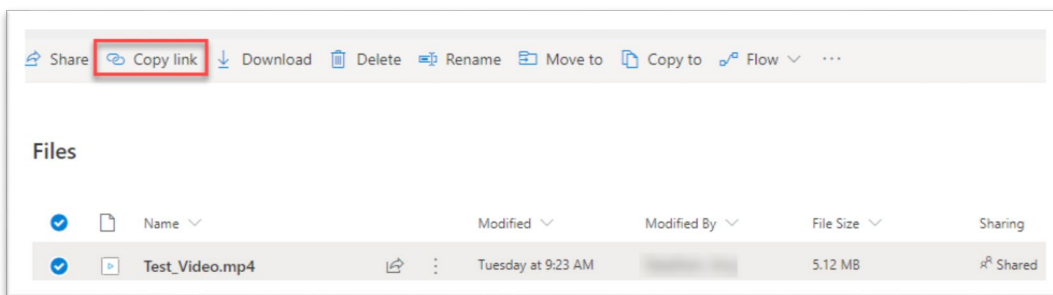 Share Copy link Download Delete Rename Move to Copy to Flow ...
Files
Name Modified Modified By File Size Sharing
Test_Video.mp4 Tuesday at 9:23 AM 5.12 MB Shared